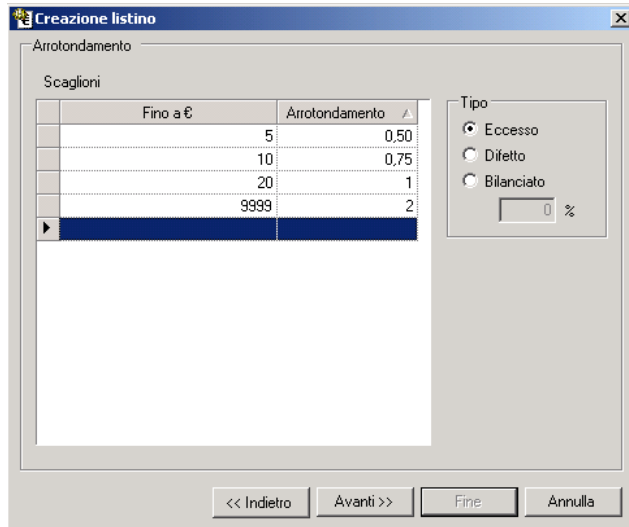 Creazione listino
Arrotondamento
Scaglioni
Fino a € Arrotondamento
5 0,50
10 0,75
20 1
9999 2
Tipo
Eccesso
Difetto
Bilanciato
0 %
<< Indietro Avanti >> Fine Annulla